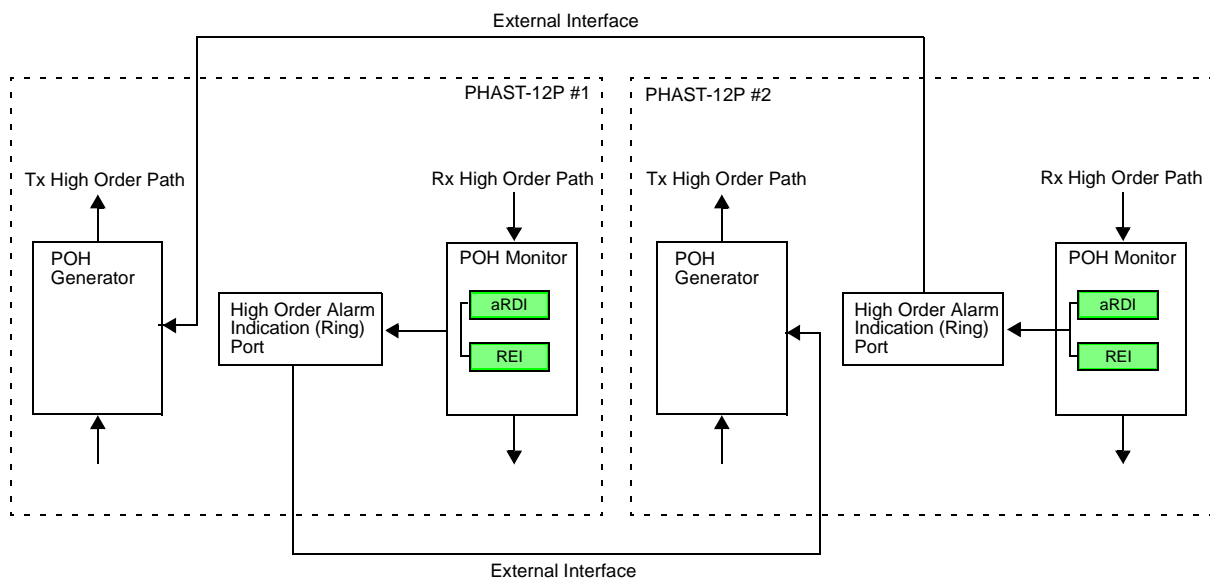 External Interface
PHAST-12P #1
PHAST-12P #2
Tx High Order Path
Rx High Order Path
Tx High Order Path
Rx High Order Path
POH
Generator
POH Monitor
aRDI
REI
High Order Alarm
Indication (Ring)
Port
POH
Generator
POH Monitor
aRDI
REI
High Order Alarm
Indication (Ring)
Port
External Interface